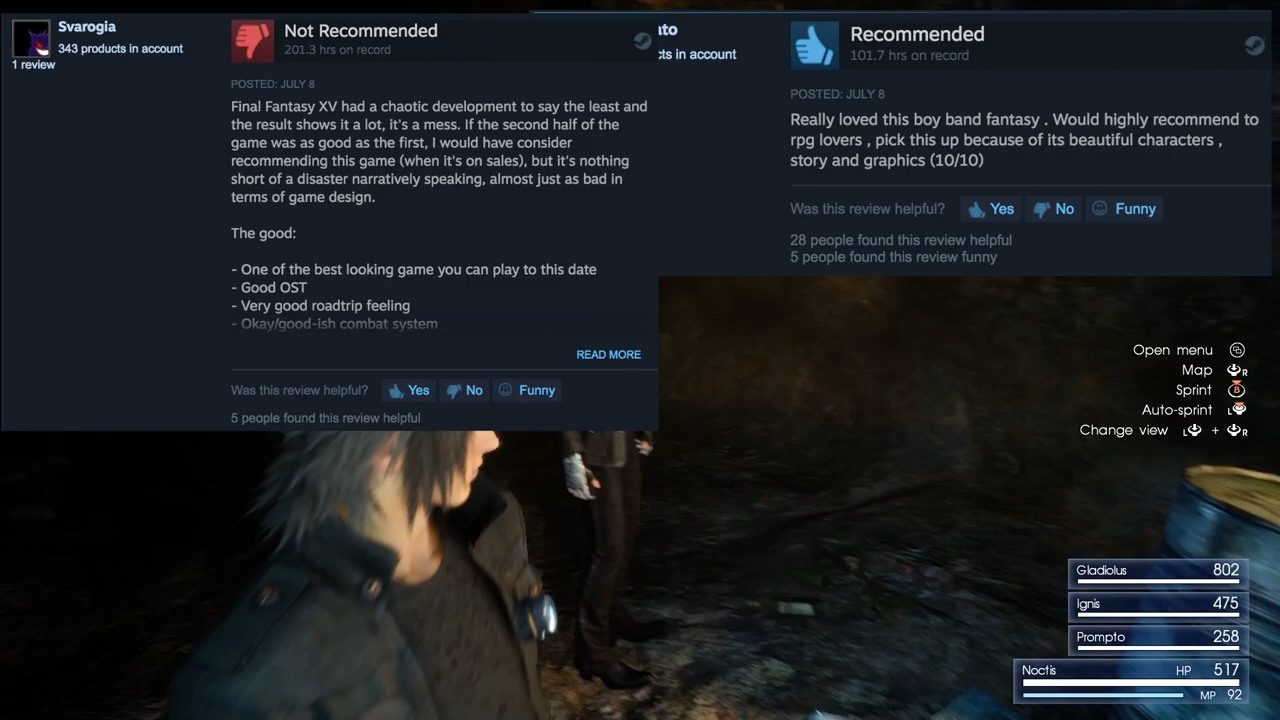 Svarogia
343 products in account
1 review
Not Recommended
201.3 hrs on record
POSTED: JULY 8
Final Fantasy XV had a chaotic development to say the least and
the result shows it a lot, it's a mess. If the second half of the
game was as good as the first, I would have consider
recommending this game (when it's on sales), but it's nothing
short of a disaster narratively speaking, almost just as bad in
terms of game design.
The good:
- One of the best looking game you can play to this date
- Good OST
- Very good roadtrip feeling
- Okay/good-ish combat system
READ MORE
Was this review helpful? Yes No Funny
5 people found this review helpful
in account
Recommended
101.7 hrs on record
POSTED: JULY 8
Really loved this boy band fantasy . Would highly recommend to
rpg lovers , pick this up because of its beautiful characters ,
story and graphics (10/10)
Was this review helpful? Yes No Funny
28 people found this review helpful
5 people found this review funny
Open menu
Map R
Sprint B
Auto-sprint L
Change view L + R
Gladiolus 802
Ignis 475
Prompto 258
Noctis HP 517
MP 92